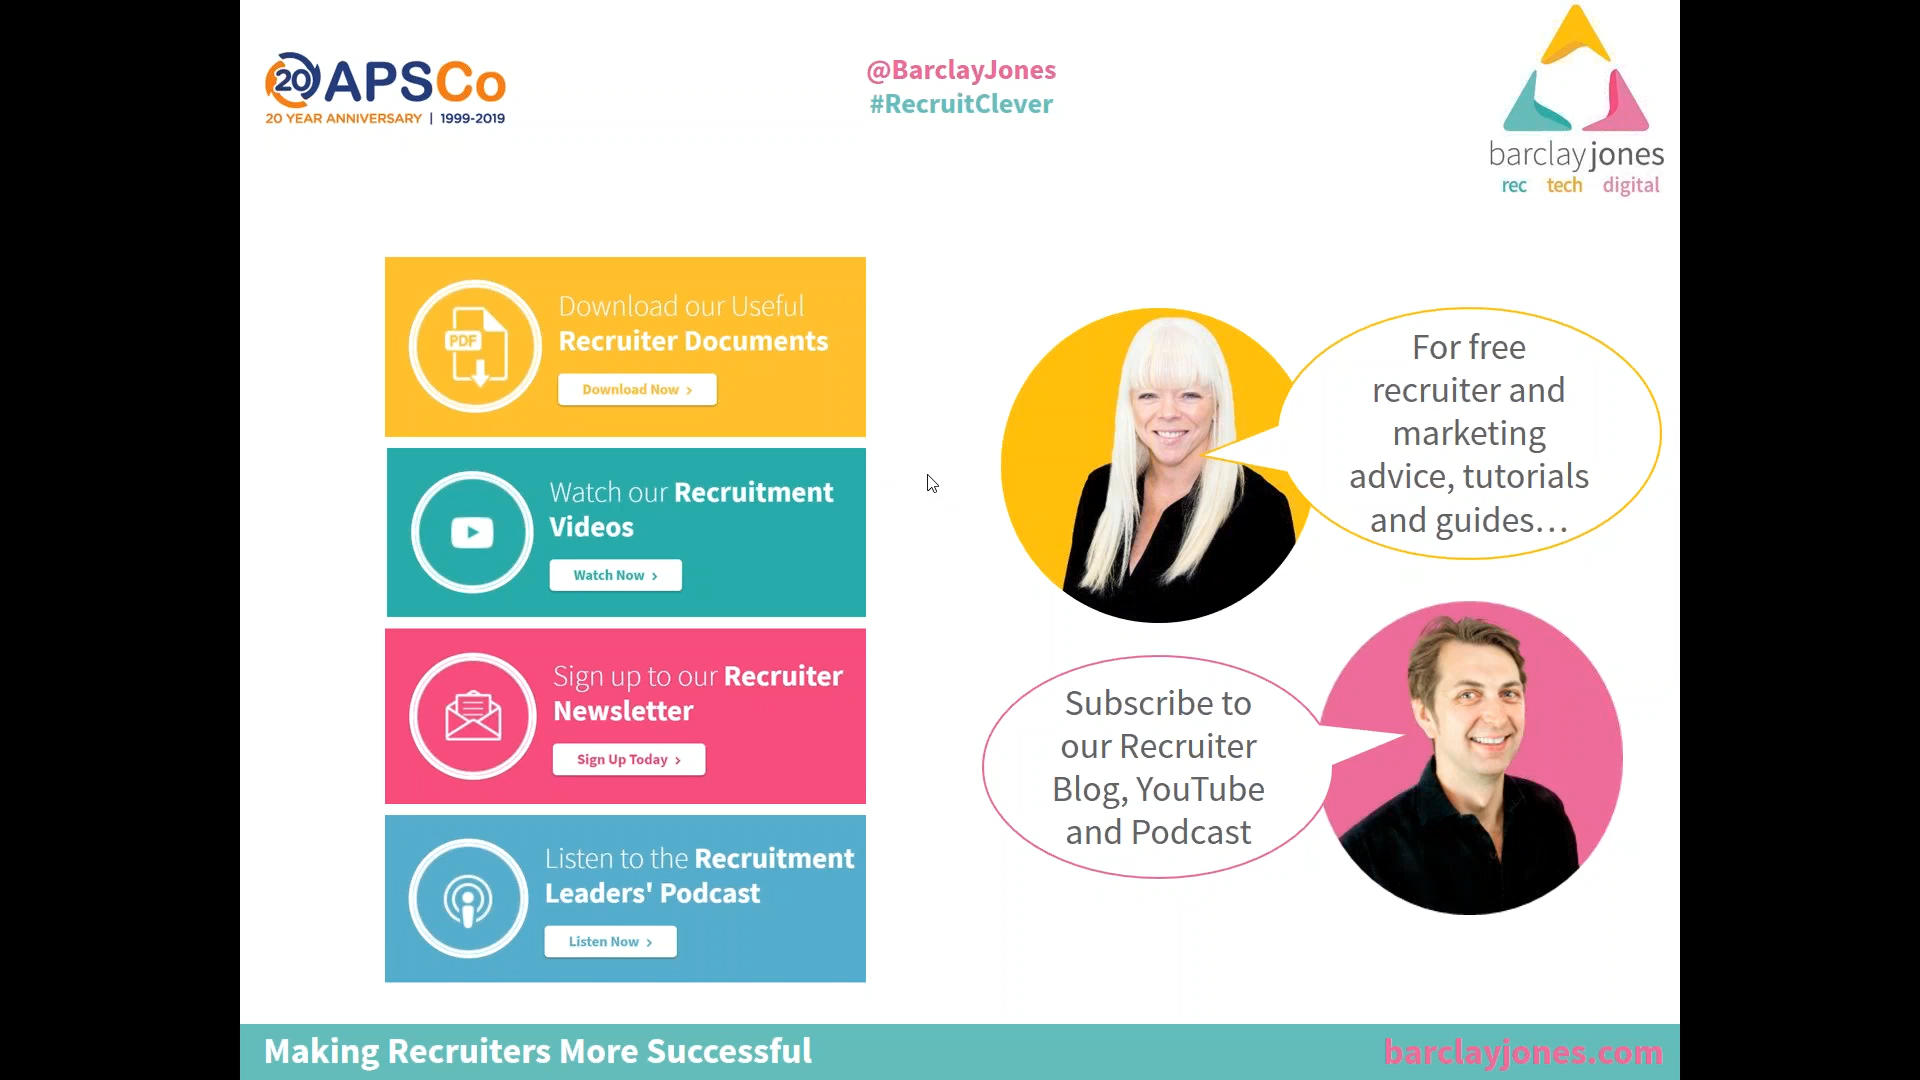 20 APSCo
20 YEAR ANNIVERSARY | 1999-2019
@BarclayJones
#RecruitClever
barclayjones
rec tech digital
Download our Useful
Recruiter Documents
PDF
Download Now >
Watch our Recruitment
Videos
Watch Now >
Sign up to our Recruiter
Newsletter
Sign Up Today >
Listen to the Recruitment
Leaders' Podcast
Listen Now >
For free
recruiter and
marketing
advice, tutorials
and guides...
Subscribe to
our Recruiter
Blog, YouTube
and Podcast
Making Recruiters More Successful
barclayjones.com